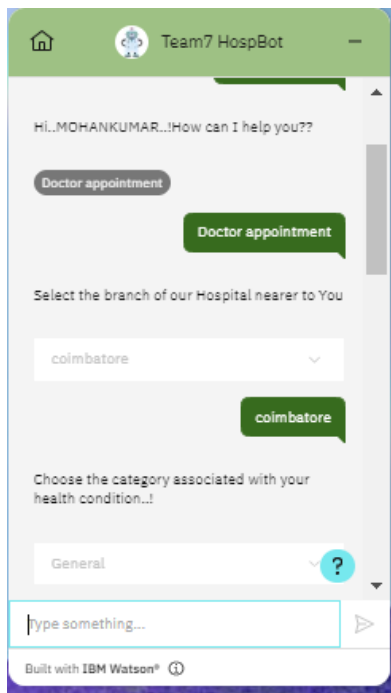 Team7 HospBot
Hi..MOHANKUMAR..!How can I help you??
Doctor appointment
Doctor appointment
Select the branch of our Hospital nearer to You
coimbatore
coimbatore
Choose the category associated with your
health condition..!
General
?
Type something...
Built with IBM Watson®